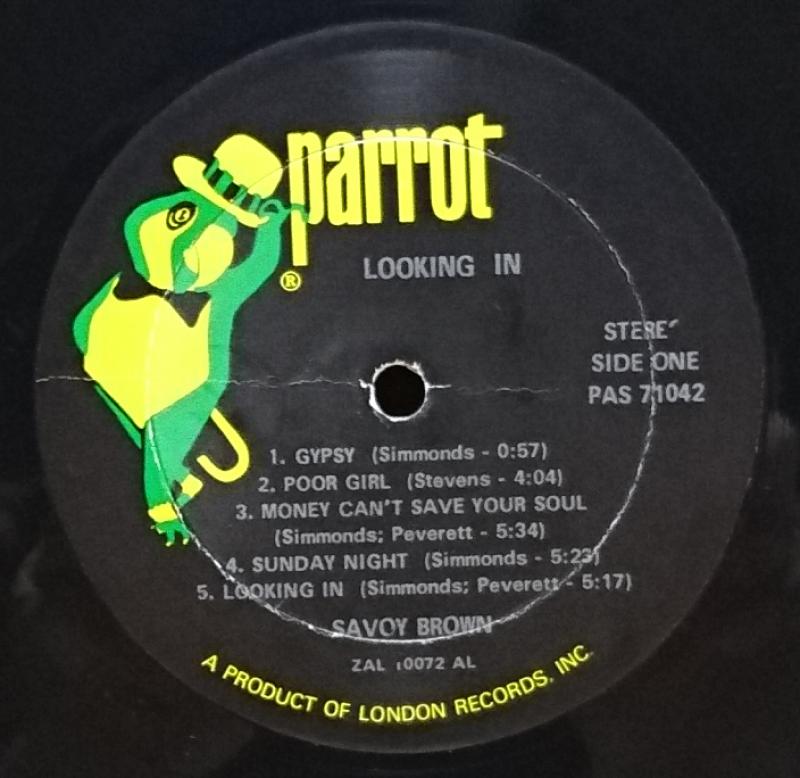 parrot
®
LOOKING IN
STEREO
SIDE ONE
PAS 71042
1. GYPSY (Simmonds - 0:57)
2. POOR GIRL (Stevens - 4:04)
3. MONEY CAN'T SAVE YOUR SOUL
(Simmonds; Peverett - 5:34)
4. SUNDAY NIGHT (Simmonds - 5:23)
5. LOOKING IN (Simmonds; Peverett - 5:17)
SAVOY BROWN
ZAL 10072 AL
A PRODUCT OF LONDON RECORDS, INC.